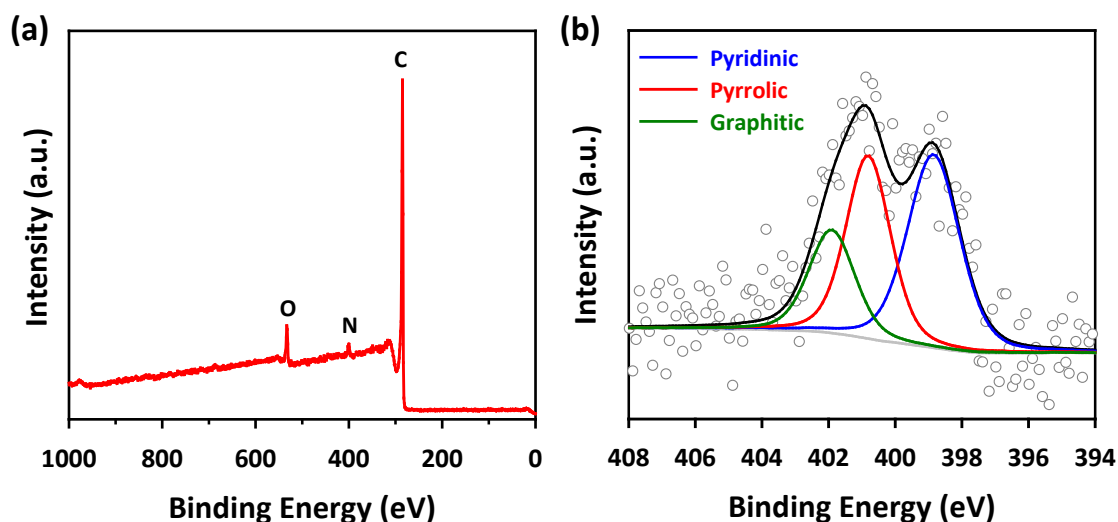 (a)
C
O
N
Intensity (a.u.)
1000 800 600 400 200 0
Binding Energy (eV)
(b)
Pyridinic
Pyrrolic
Graphitic
Intensity (a.u.)
408 406 404 402 400 398 396 394
Binding Energy (eV)